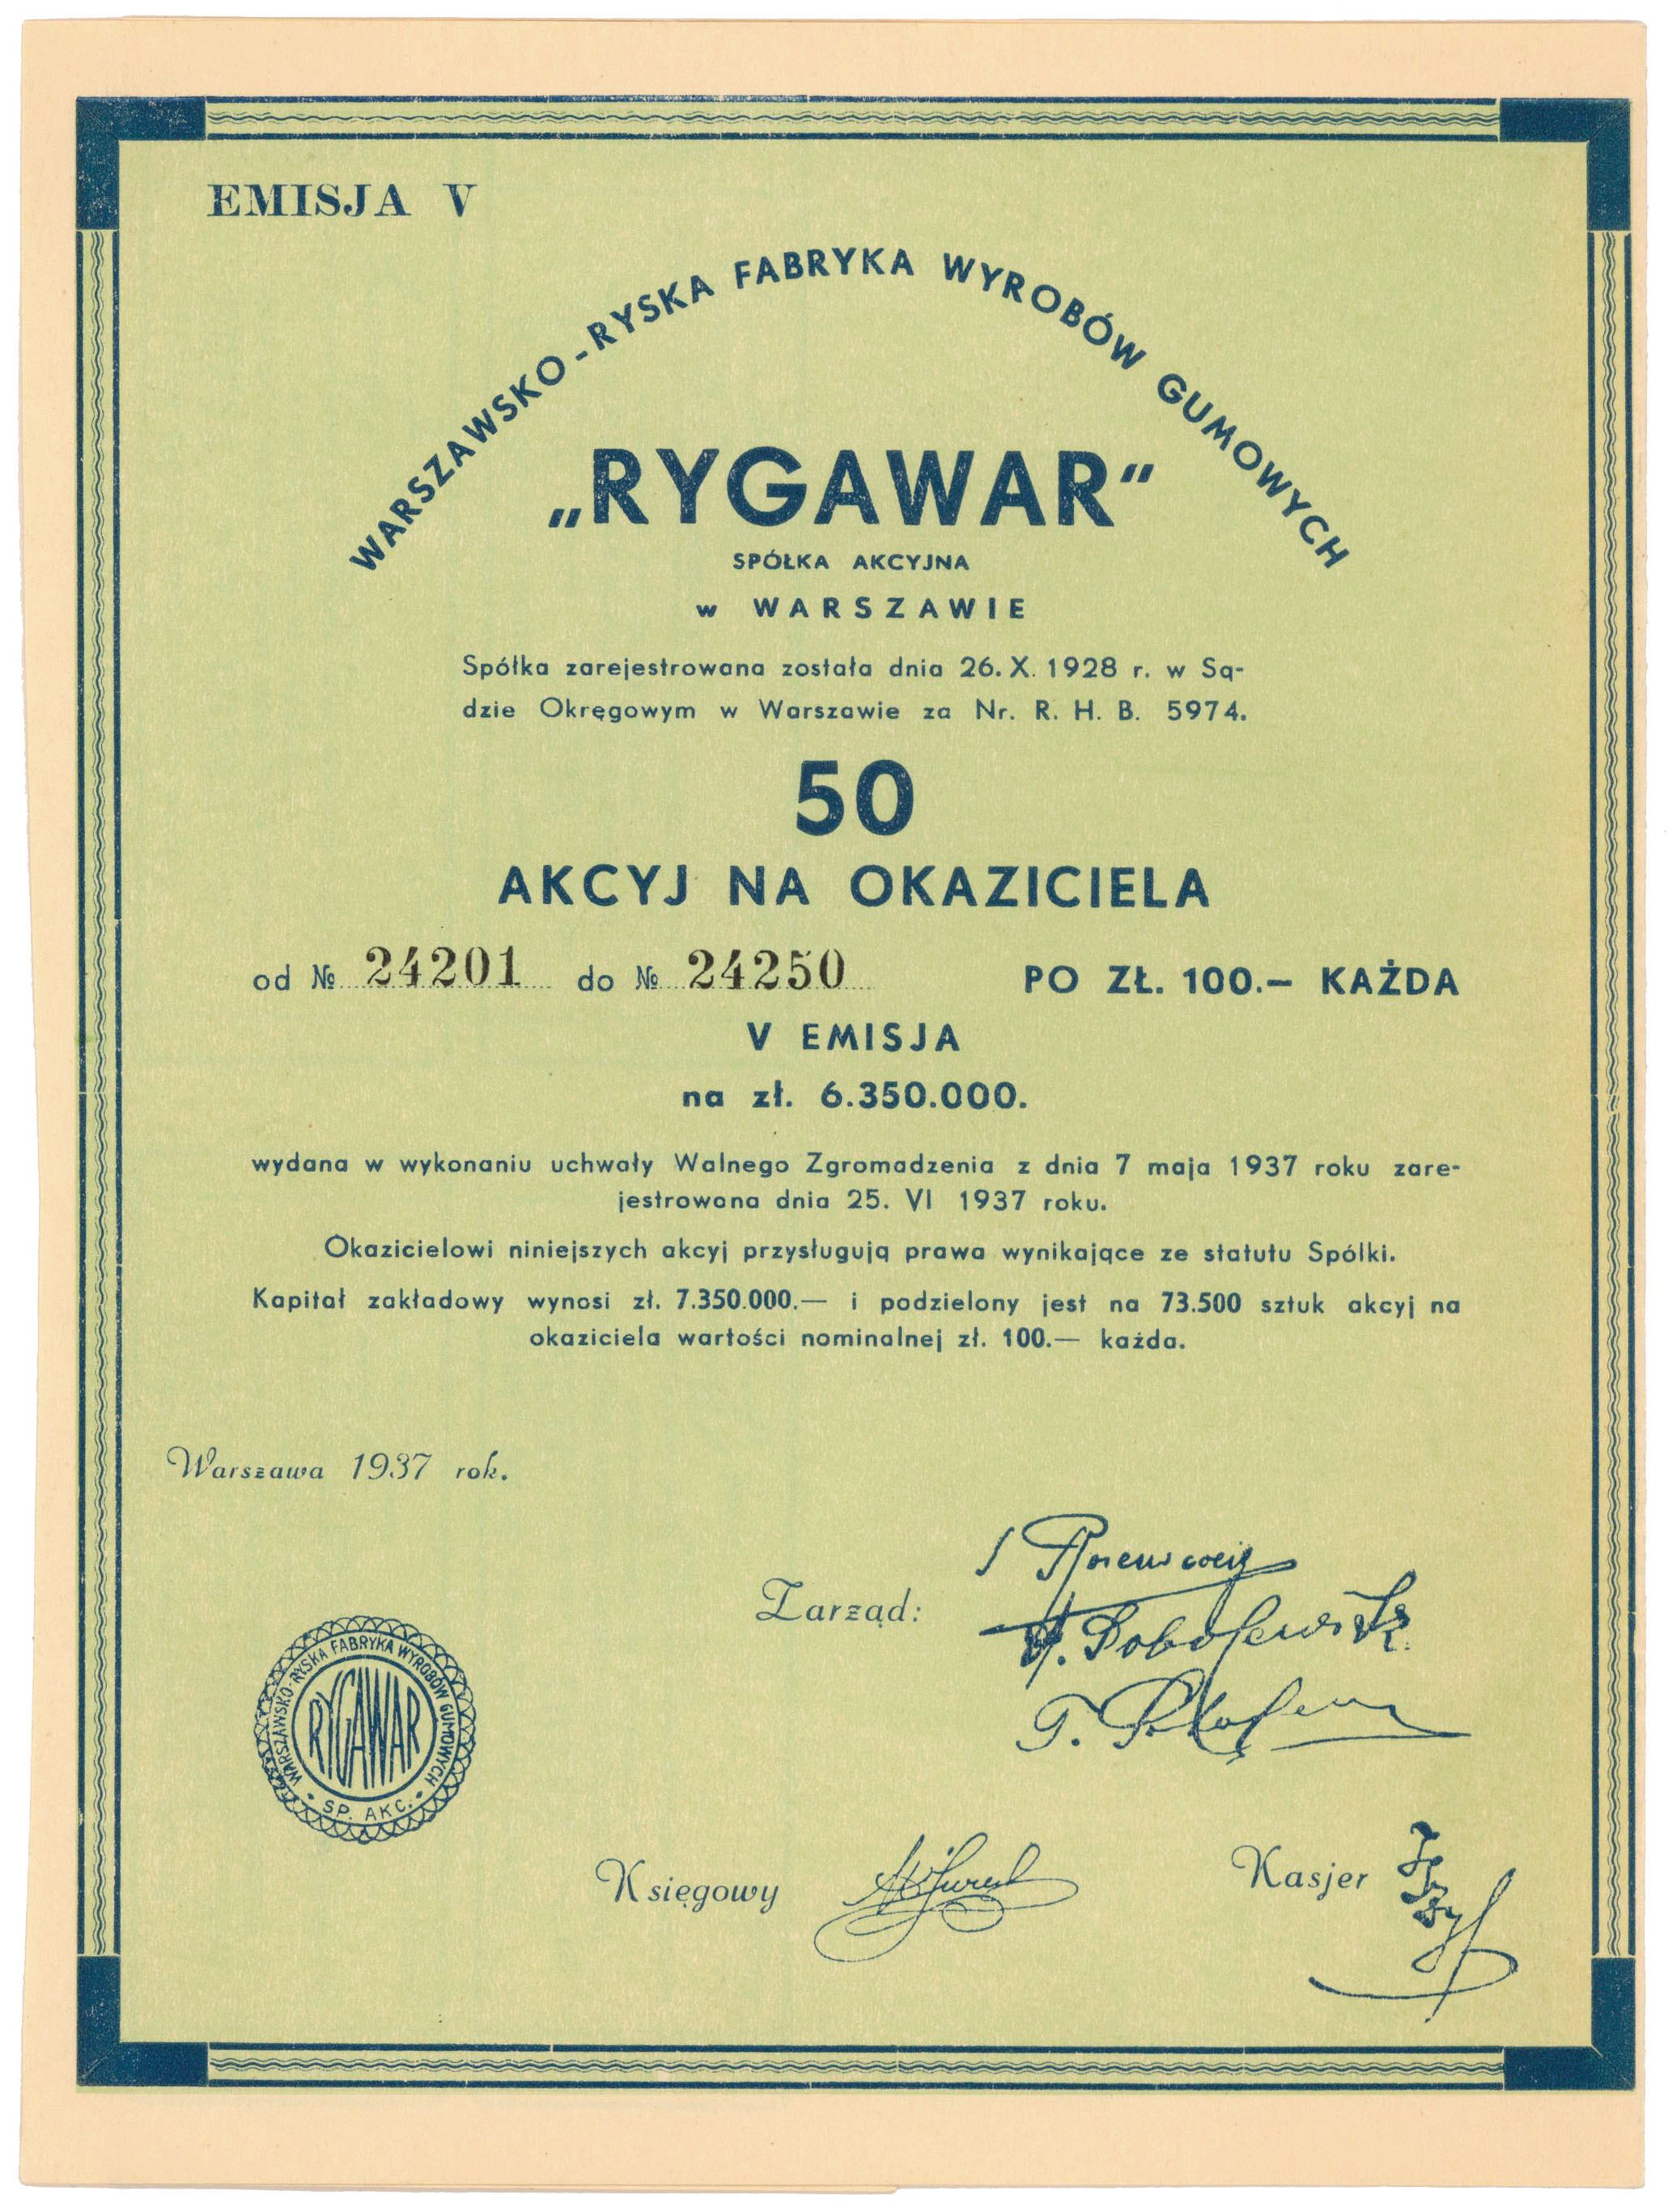 EMISJA V
WARSZAWSKO-RYSKA FABRYKA WYROBÓW GUMOWYCH
„RYGAWAR“
SPÓŁKA AKCYJNA
w WARSZAWIE
Spółka zarejestrowana została dnia 26. X. 1928 r. w Są-
dzie Okręgowym w Warszawie za Nr. R. H. B. 5974.
50
AKCYJ NA OKAZICIELA
od № 24201 do № 24250 PO ZŁ. 100.— KAŻDA
V EMISJA
na zł. 6.350.000.
wydana w wykonaniu uchwały Walnego Zgromadzenia z dnia 7 maja 1937 roku zare-
jestrowana dnia 25. VI 1937 roku.
Okazicielowi niniejszych akcyj przysługują prawa wynikające ze statutu Spółki.
Kapitał zakładowy wynosi zł. 7.350.000.— i podzielony jest na 73.500 sztuk akcyj na
okaziciela wartości nominalnej zł. 100.— każda.
Warszawa 1937 rok.
Zarząd:
WARSZAWSKO-RYSKA FABRYKA WYROBÓW GUMOWYCH
RYGAWAR
SP. AKC.
Księgowy
Kasjer